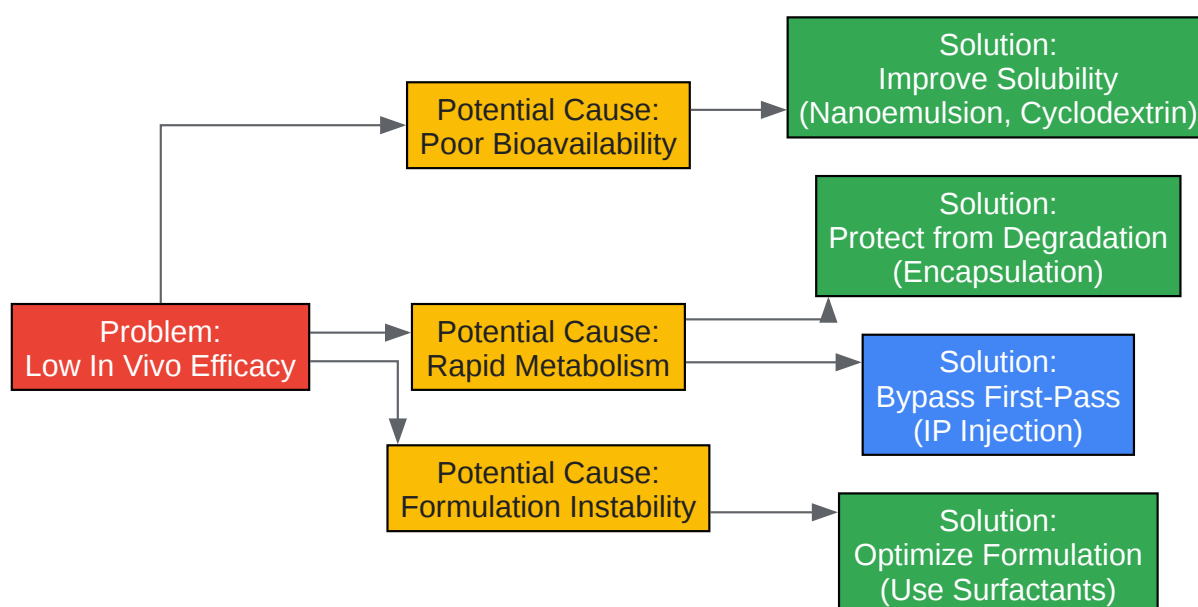 Solution:
Improve Solubility
(Nanoemulsion, Cyclodextrin)
Potential Cause:
Poor Bioavailability
Solution:
Protect from Degradation
(Encapsulation)
Problem:
Low In Vivo Efficacy
Potential Cause:
Rapid Metabolism
Solution:
Bypass First-Pass
(IP Injection)
Potential Cause:
Formulation Instability
Solution:
Optimize Formulation
(Use Surfactants)